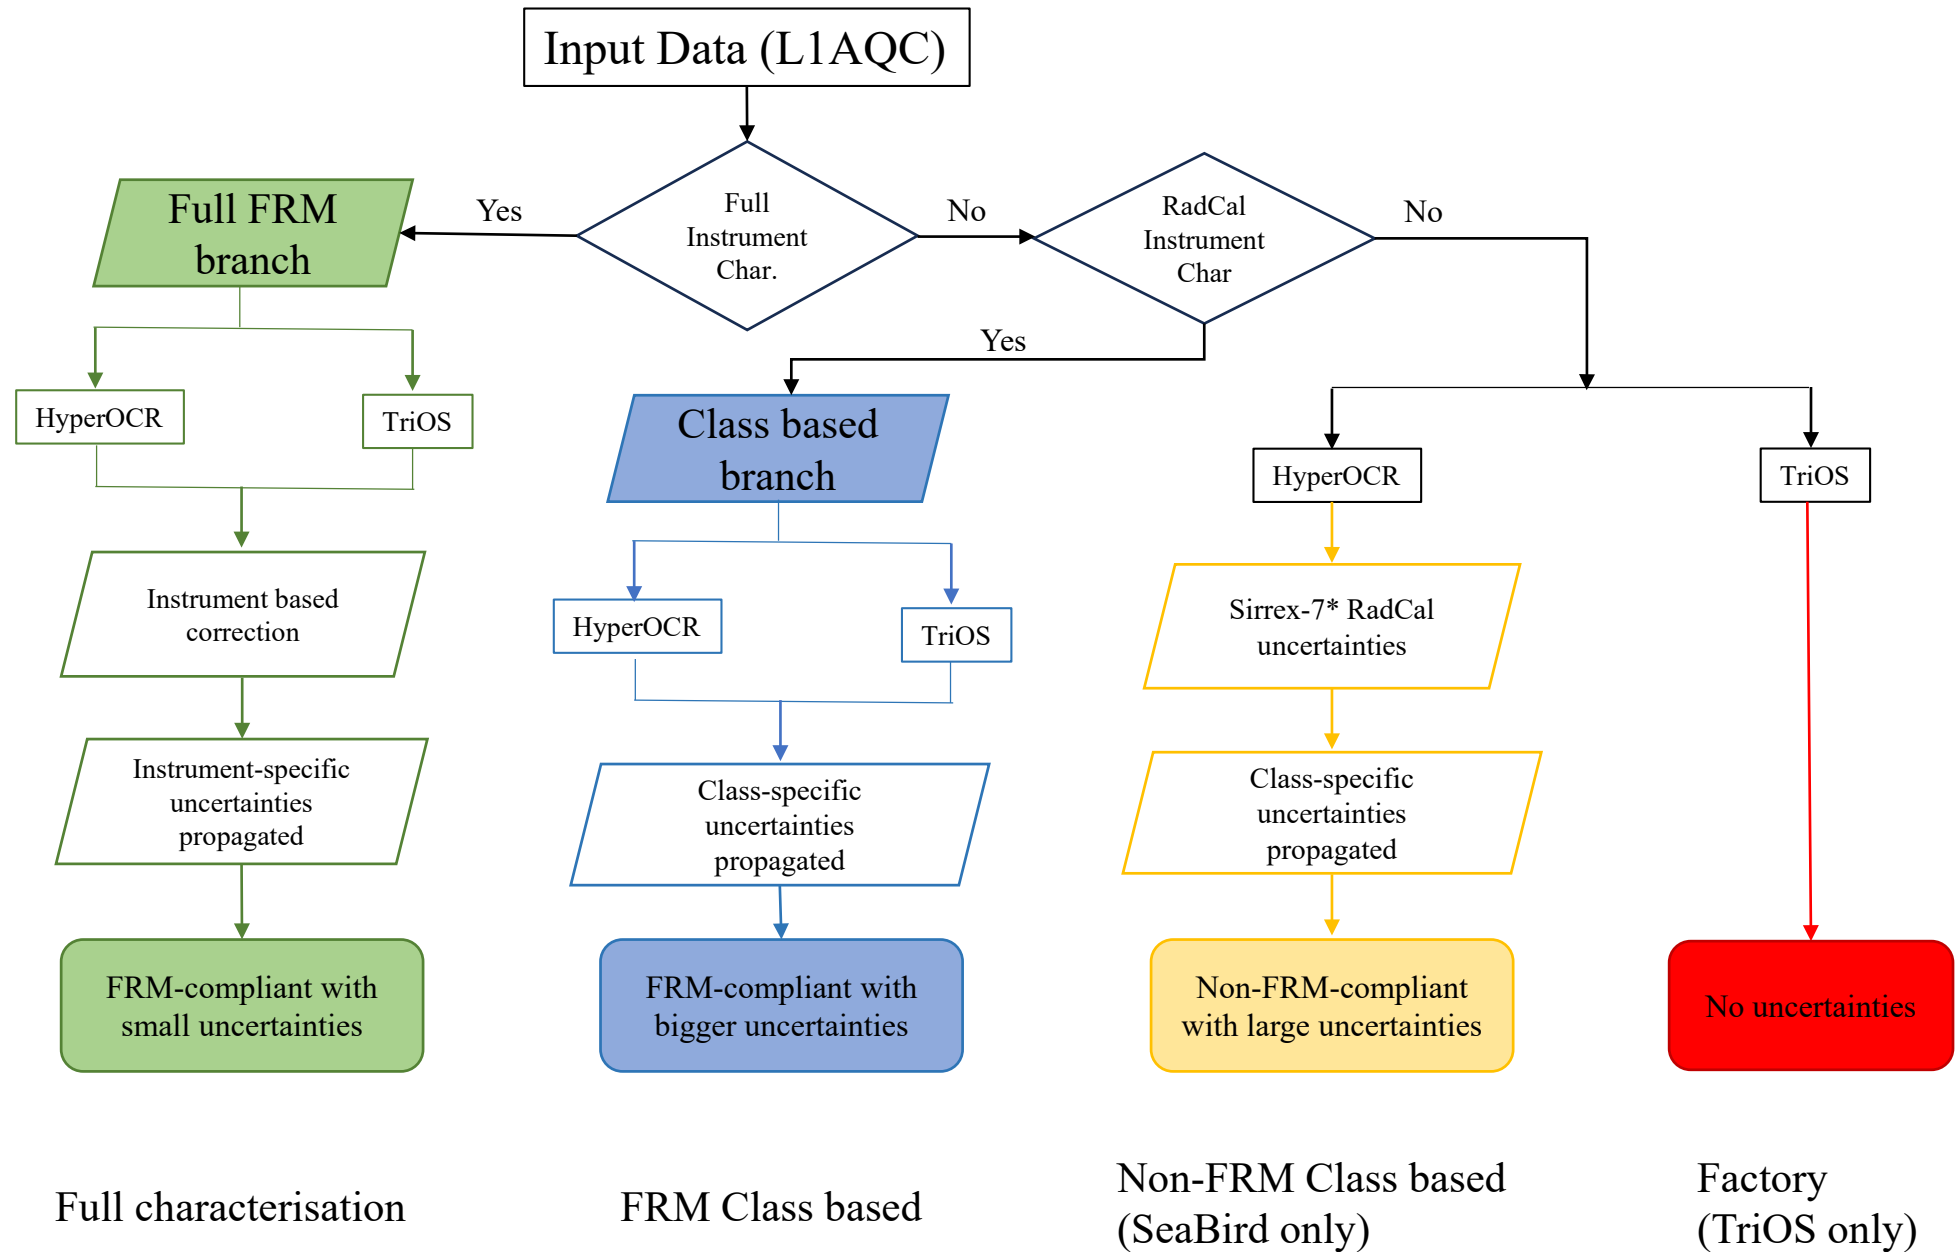 Input Data (L1AQC)
Full FRM
branch
Yes
Full
Instrument
Char.
No
RadCal
Instrument
Char
No
Yes
HyperOCR
TriOS
Class based
branch
HyperOCR
TriOS
Instrument based
correction
HyperOCR
TriOS
Sirrex-7* RadCal
uncertainties
Instrument-specific
uncertainties
propagated
Class-specific
uncertainties
propagated
Class-specific
uncertainties
propagated
FRM-compliant with
small uncertainties
FRM-compliant with
bigger uncertainties
Non-FRM-compliant
with large uncertainties
No uncertainties
Full characterisation
FRM Class based
Non-FRM Class based
(SeaBird only)
Factory
(TriOS only)